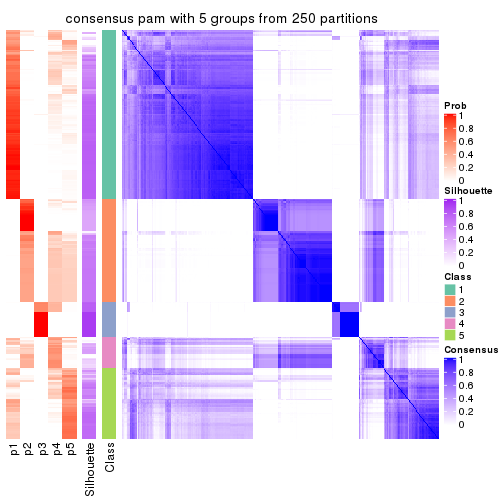 consensus pam with 5 groups from 250 partitions
Prob
1
0.8
0.6
0.4
0.2
0
Silhouette
1
0.8
0.6
0.4
0.2
0
Class
1
2
3
4
5
Consensus
1
0.8
0.6
0.4
0.2
0
p1
p2
p3
p4
p5
Silhouette
Class